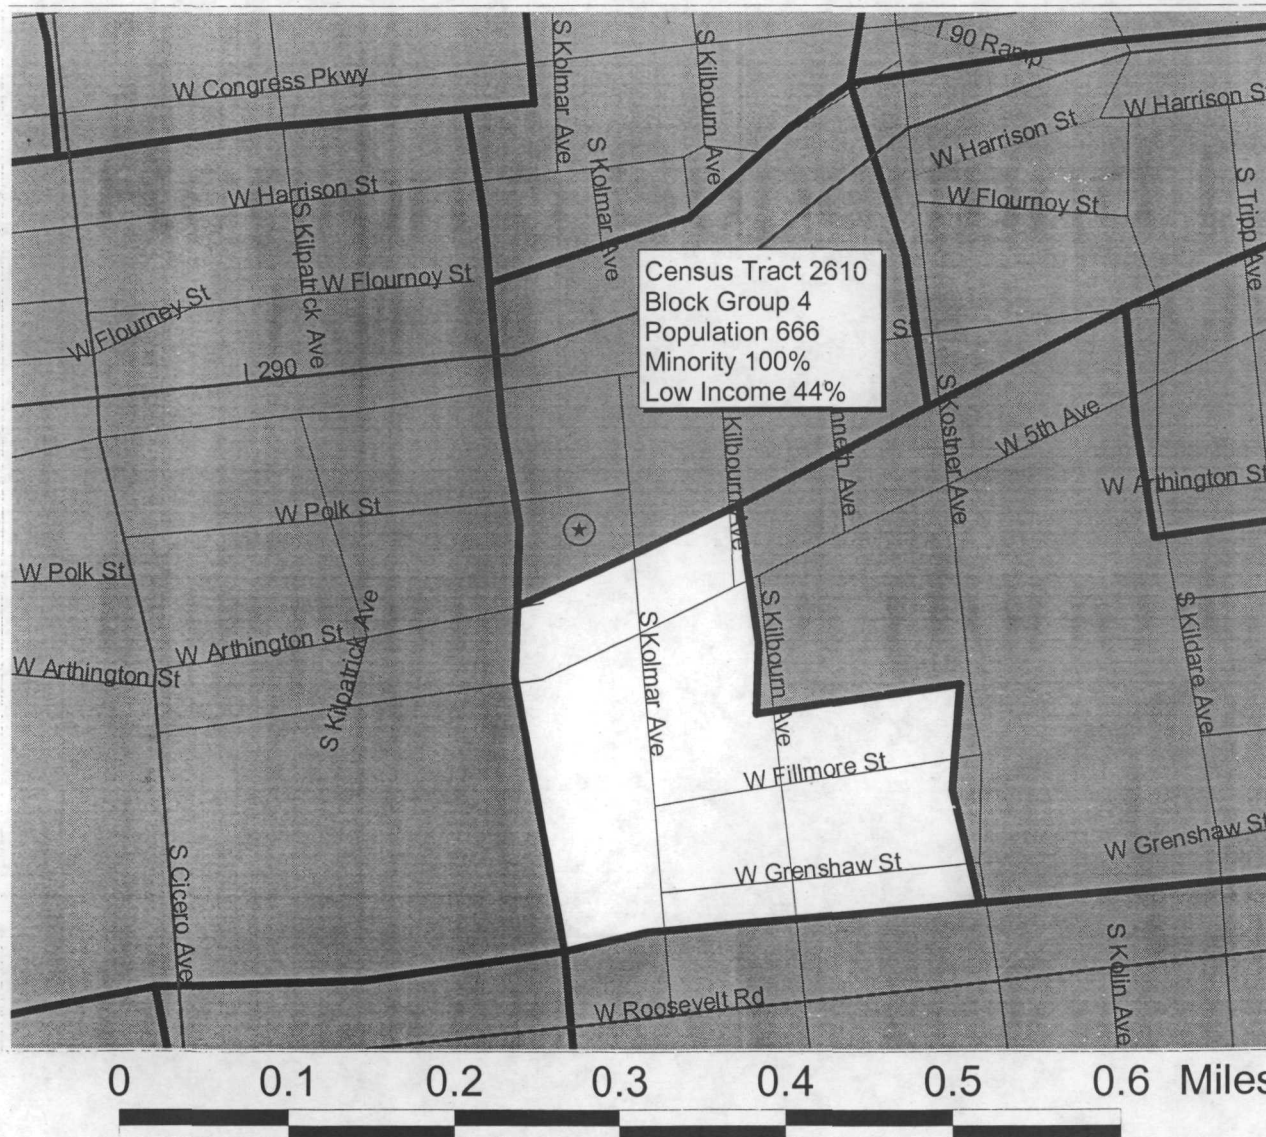 I 90 Ramp
S Kolmar Ave
S Kilbourn Ave
W Congress Pkwy
W Harrison St
W Harrison St
S Kolmar Ave
W Harrison St
S Kilpatrick Ave
W Flournoy St
S Tripp Ave
W Flournoy St
W Flourney St
Census Tract 2610
Block Group 4
Population 666
Minority 100%
Low Income 44%
St
I 290
Kilbourn Ave
nneth Ave
S Kostner Ave
W 5th Ave
W Arthington St
W Polk St
W Polk St
S Kilpatrick Ave
W Arthington St
W Arthington St
S Kolmar Ave
S Kilbourn Ave
S Kildare Ave
W Fillmore St
W Grenshaw St
W Grenshaw St
S Cicero Ave
S Kolin Ave
W Roosevelt Rd
0 0.1 0.2 0.3 0.4 0.5 0.6 Miles